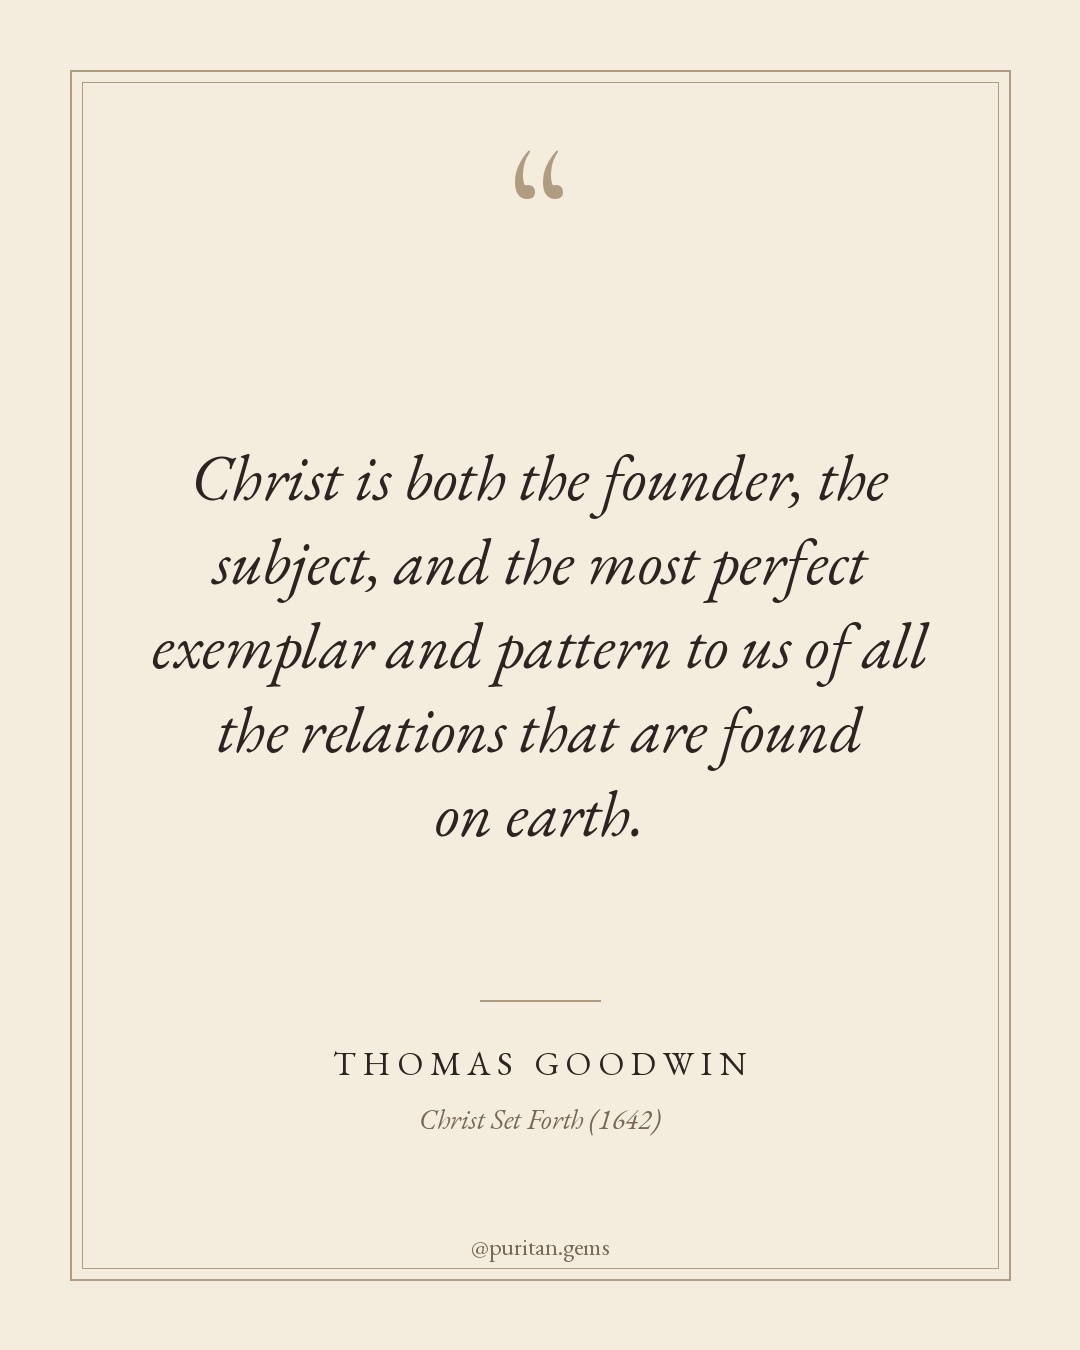 “
Christ is both the founder, the
subject, and the most perfect
exemplar and pattern to us of all
the relations that are found
on earth.
THOMAS GOODWIN
Christ Set Forth (1642)
@puritan.gems